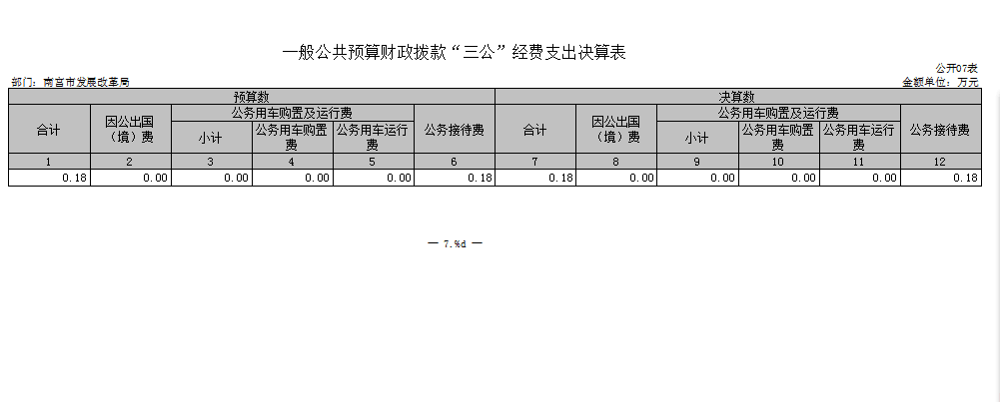 一般公共预算财政拨款“三公”经费支出决算表
公开07表
部门：南宫市发展改革局 金额单位：万元
预算数 决算数
合计 因公出国（境）费 公务用车购置及运行费 公务接待费 合计 因公出国（境）费 公务用车购置及运行费 公务接待费
小计 公务用车购置费 公务用车运行费 小计 公务用车购置费 公务用车运行费
1 2 3 4 5 6 7 8 9 10 11 12
0.18 0.00 0.00 0.00 0.00 0.18 0.18 0.00 0.00 0.00 0.00 0.18
— 7.%d —